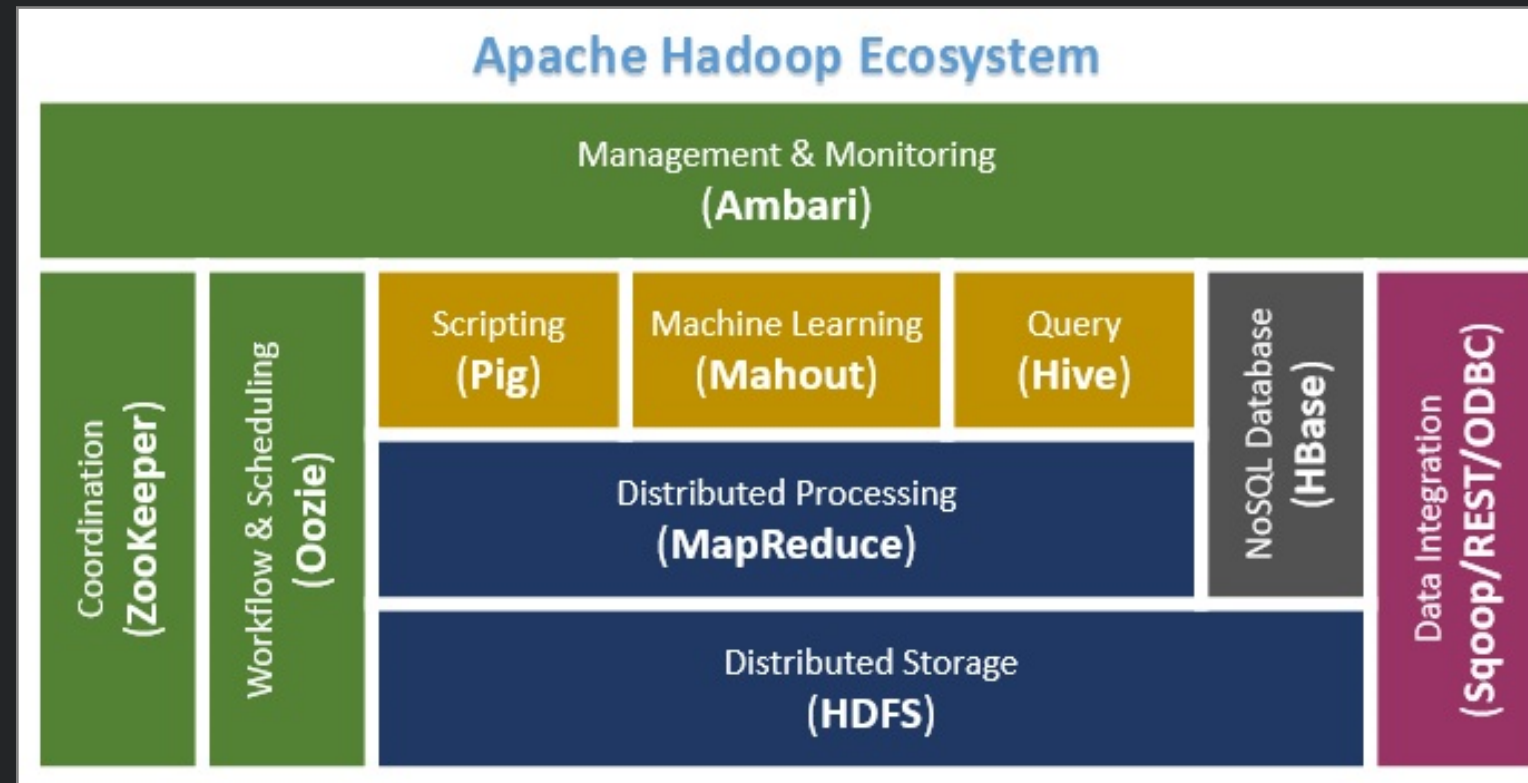 Apache Hadoop Ecosystem
Management & Monitoring
(Ambari)
Coordination
(ZooKeeper)
Workflow & Scheduling
(Oozie)
Scripting
(Pig)
Machine Learning
(Mahout)
Query
(Hive)
Distributed Processing
(MapReduce)
NoSQL Database
(HBase)
Distributed Storage
(HDFS)
Data Integration
(Sqoop/REST/ODBC)